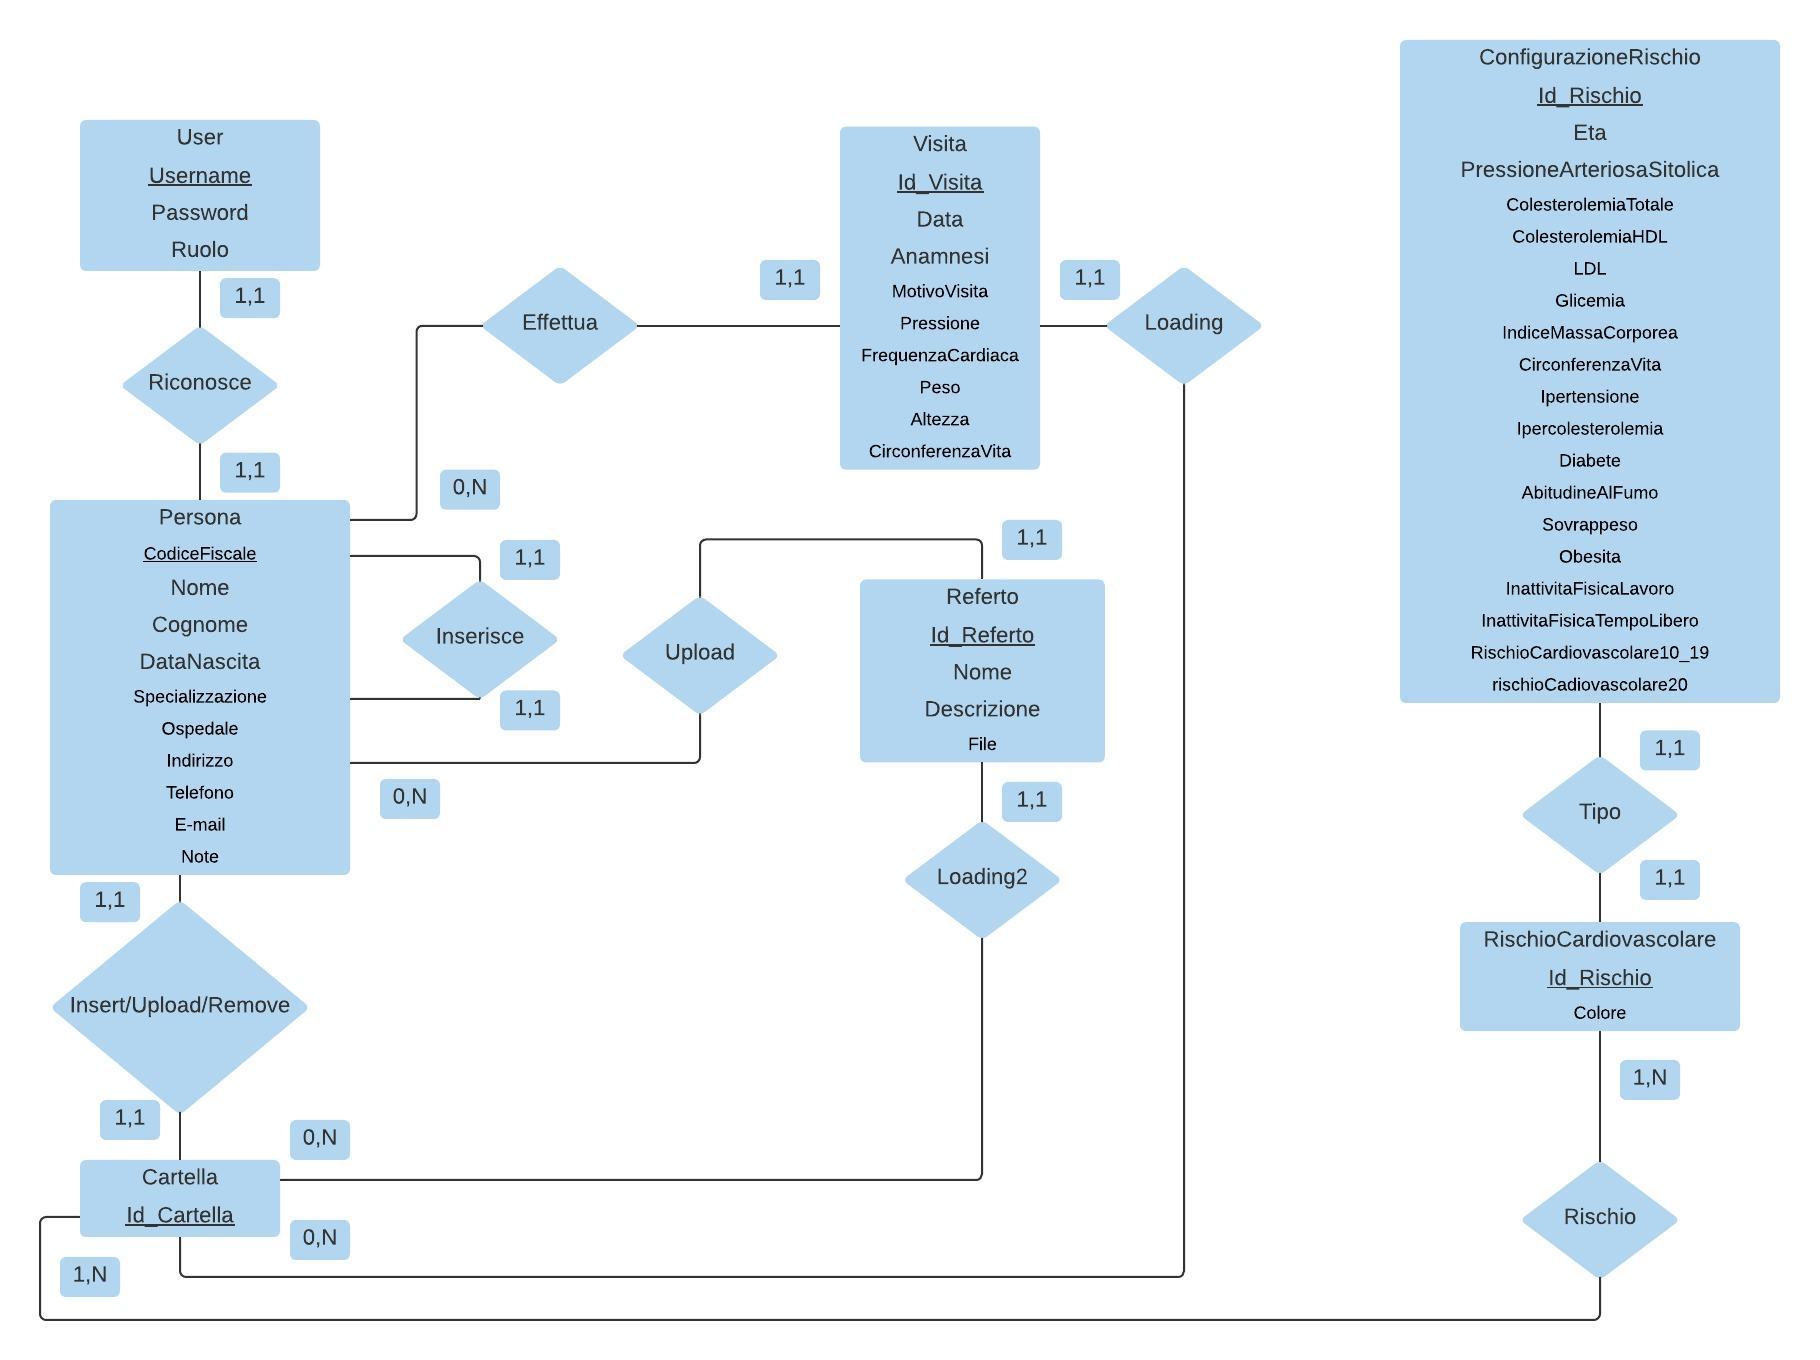 User
Username
Password
Ruolo
1,1
Riconosce
1,1
Persona
CodiceFiscale
Nome
Cognome
DataNascita
Specializzazione
Ospedale
Indirizzo
Telefono
E-mail
Note
1,1
Insert/Upload/Remove
1,1
Cartella
Id_Cartella
1,N
0,N
0,N
Effettua
0,N
1,1
Inserisce
1,1
0,N
Upload
1,1
Visita
Id_Visita
Data
Anamnesi
MotivoVisita
Pressione
FrequenzaCardiaca
Peso
Altezza
CirconferenzaVita
1,1
Loading
1,1
Referto
Id_Referto
Nome
Descrizione
File
1,1
Loading2
ConfigurazioneRischio
Id_Rischio
Eta
PressioneArteriosaSitolica
ColesterolemiaTotale
ColesterolemiaHDL
LDL
Glicemia
IndiceMassaCorporea
CirconferenzaVita
Ipertensione
Ipercolesterolemia
Diabete
AbitudineAlFumo
Sovrappeso
Obesita
InattivitaFisicaLavoro
InattivitaFisicaTempoLibero
RischioCardiovascolare10_19
rischioCadiovascolare20
1,1
Tipo
1,1
RischioCardiovascolare
Id_Rischio
Colore
1,N
Rischio